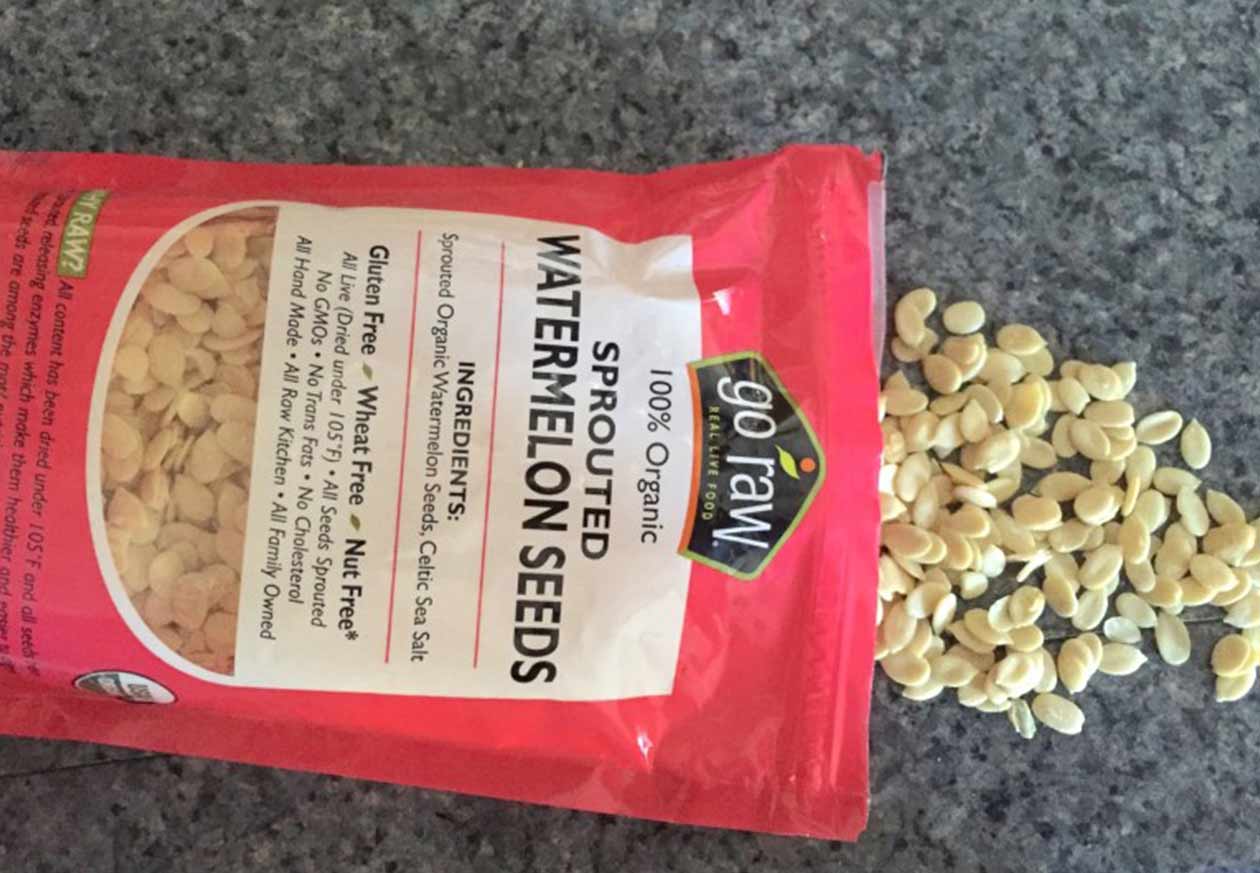 go raw
REAL LIVE FOOD
100% Organic
SPROUTED
WATERMELON SEEDS
INGREDIENTS:
Sprouted Organic Watermelon Seeds, Celtic Sea Salt
Gluten Free Wheat Free Nut Free*
All Live (Dried under 105°F) • All Seeds Sprouted
No GMOs • No Trans Fats • No Cholesterol
All Hand Made • All Raw Kitchen • All Family Owned
RAW? All content has been dried under 105°F and all seeds
releasing enzymes which make them healthier and easier to
seeds are among the most